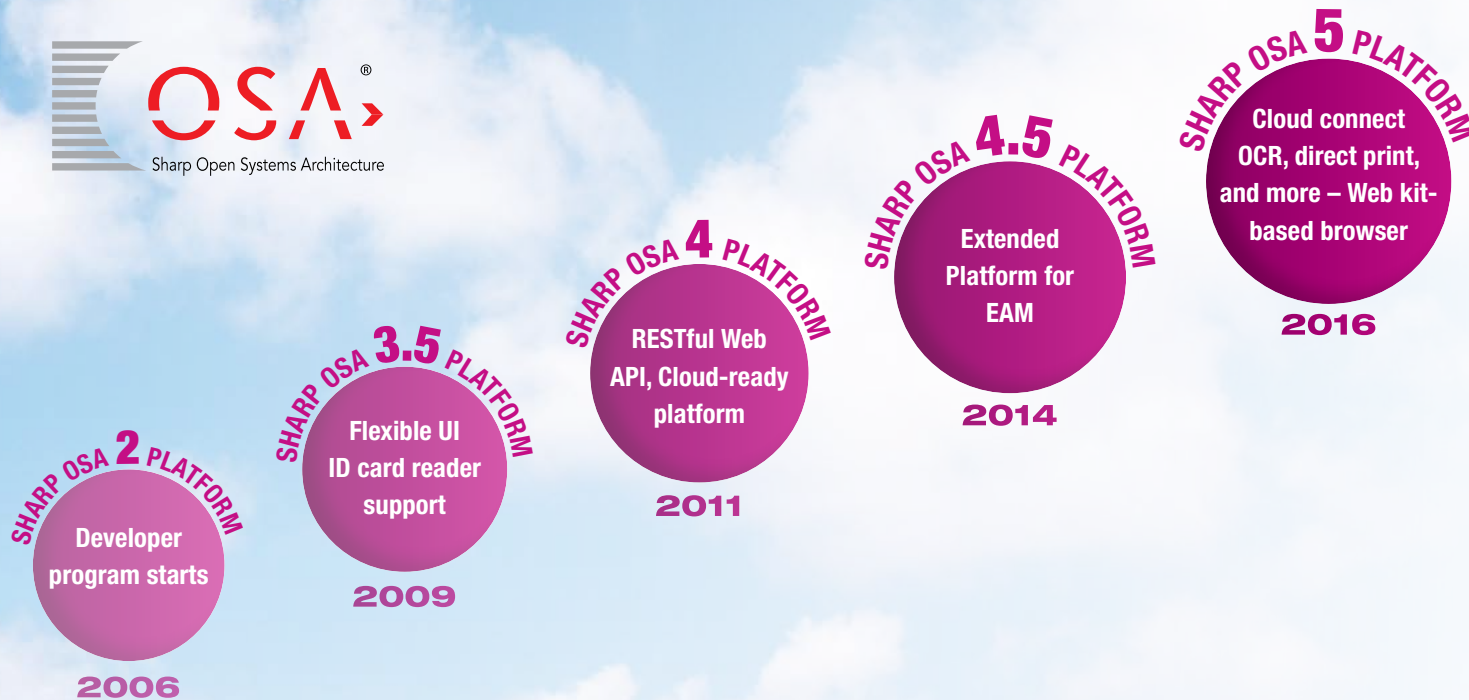 OSA®
Sharp Open Systems Architecture
SHARP OSA 2 PLATFORM
Developer
program starts
2006
SHARP OSA 3.5 PLATFORM
Flexible UI
ID card reader
support
2009
SHARP OSA 4 PLATFORM
RESTful Web
API, Cloud-ready
platform
2011
SHARP OSA 4.5 PLATFORM
Extended
Platform for
EAM
2014
SHARP OSA 5 PLATFORM
Cloud connect
OCR, direct print,
and more – Web kit-
based browser
2016